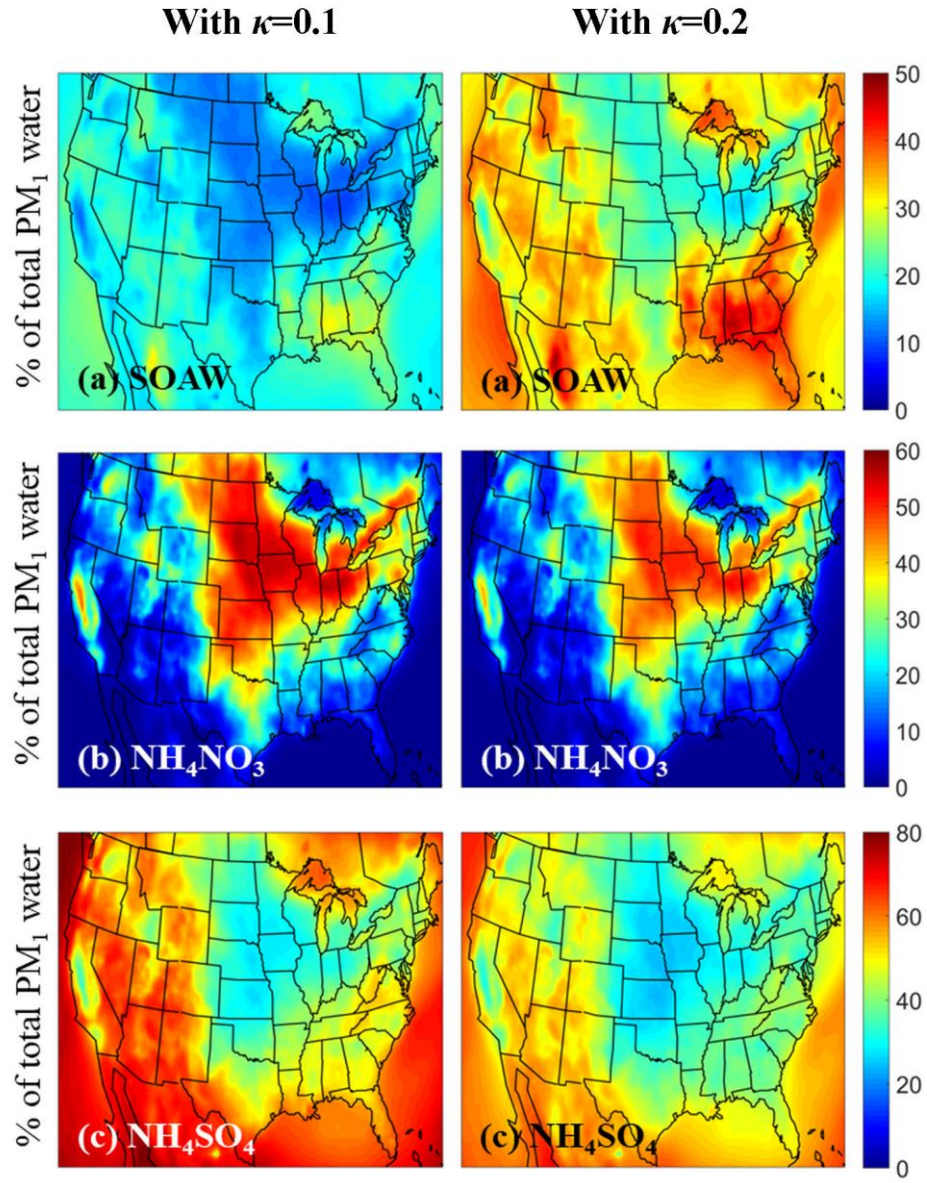 With κ=0.1
With κ=0.2
% of total PM₁ water
(a) SOAW
(a) SOAW
50
40
30
20
10
0
% of total PM₁ water
(b) NH₄NO₃
(b) NH₄NO₃
60
50
40
30
20
10
0
% of total PM₁ water
(c) NH₄SO₄
(c) NH₄SO₄
80
60
40
20
0